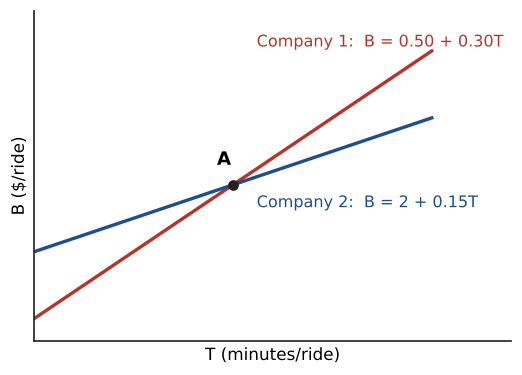 Company 1:  B = 0.50 + 0.30T
A
Company 2:  B = 2 + 0.15T
B ($/ride)
T (minutes/ride)